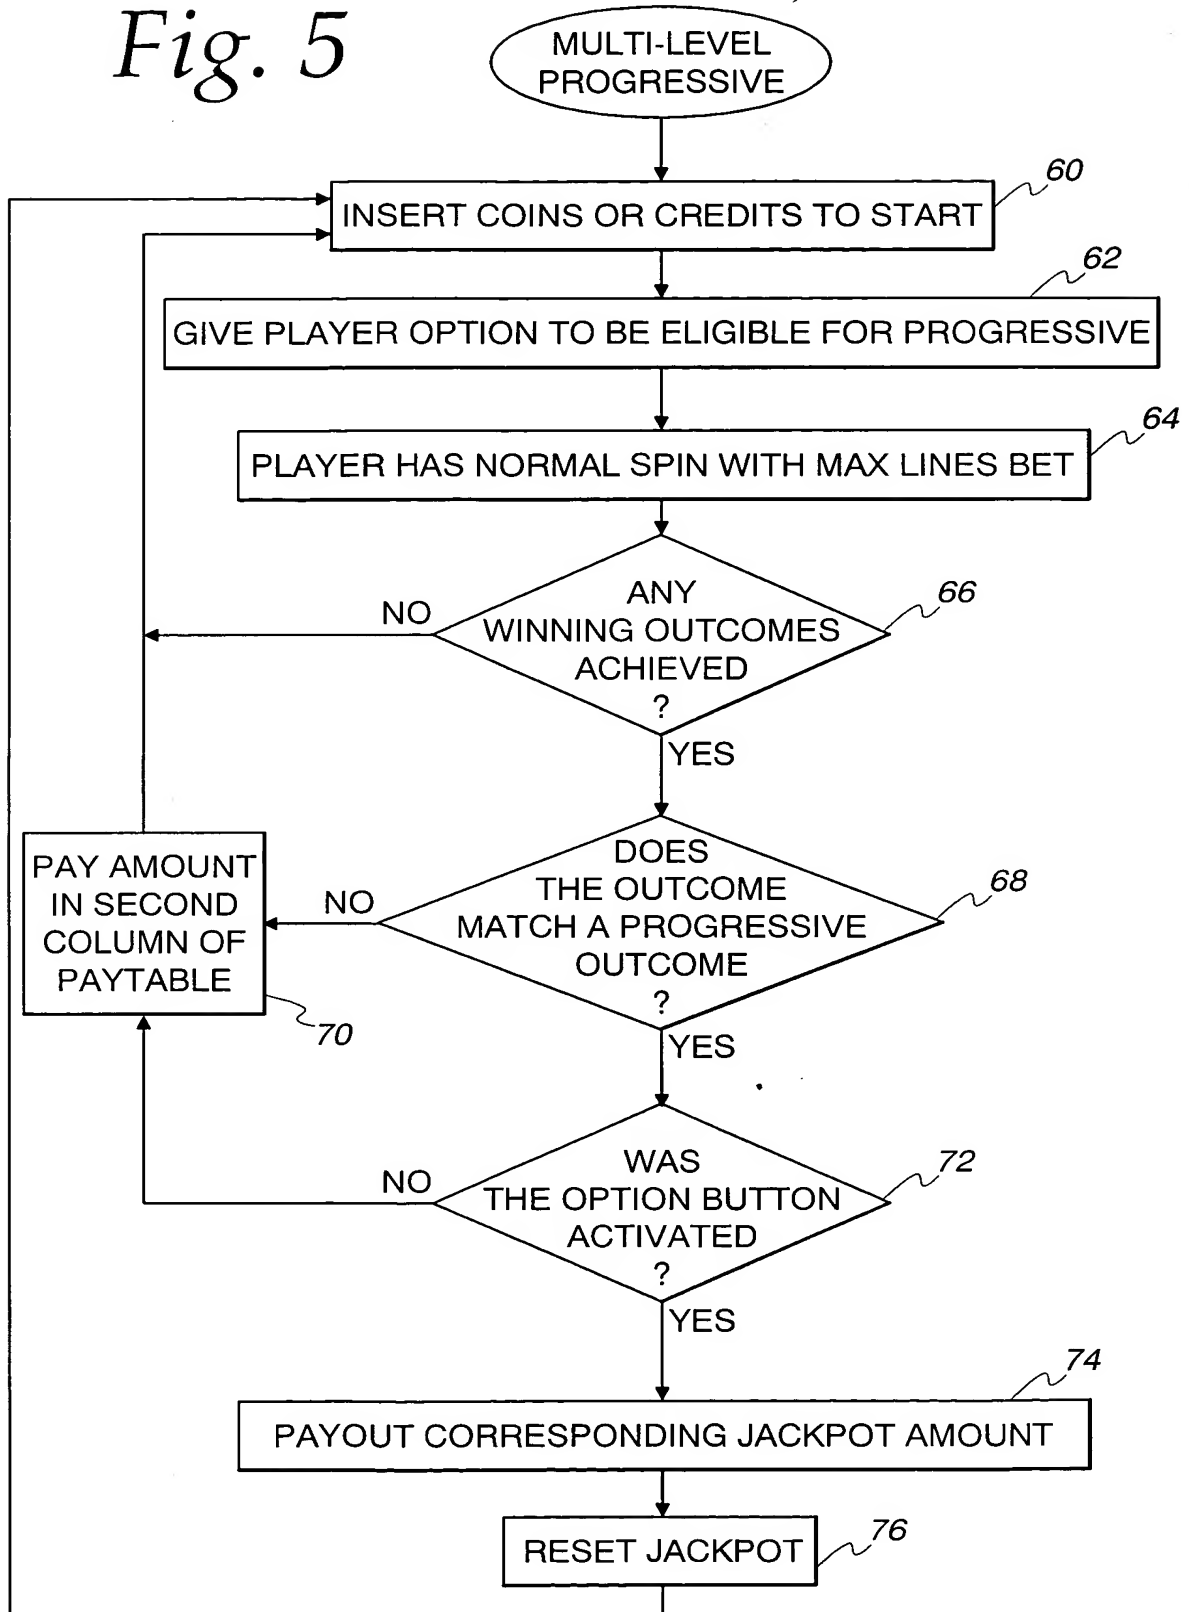 Fig. 5
MULTI-LEVEL
PROGRESSIVE
60
INSERT COINS OR CREDITS TO START
62
GIVE PLAYER OPTION TO BE ELIGIBLE FOR PROGRESSIVE
64
PLAYER HAS NORMAL SPIN WITH MAX LINES BET
66
ANY
WINNING OUTCOMES
ACHIEVED
?
NO
YES
68
DOES
THE OUTCOME
MATCH A PROGRESSIVE
OUTCOME
?
NO
YES
PAY AMOUNT
IN SECOND
COLUMN OF
PAYTABLE
70
72
WAS
THE OPTION BUTTON
ACTIVATED
?
NO
YES
74
PAYOUT CORRESPONDING JACKPOT AMOUNT
76
RESET JACKPOT